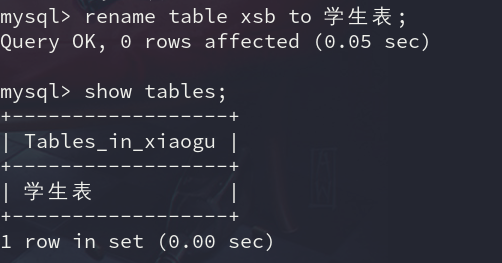 mysql> rename table xsb to 学生表;
Query OK, 0 rows affected (0.05 sec)
mysql> show tables;
+------------------+
| Tables_in_xiaogu |
+------------------+
| 学生表           |
+------------------+
1 row in set (0.00 sec)